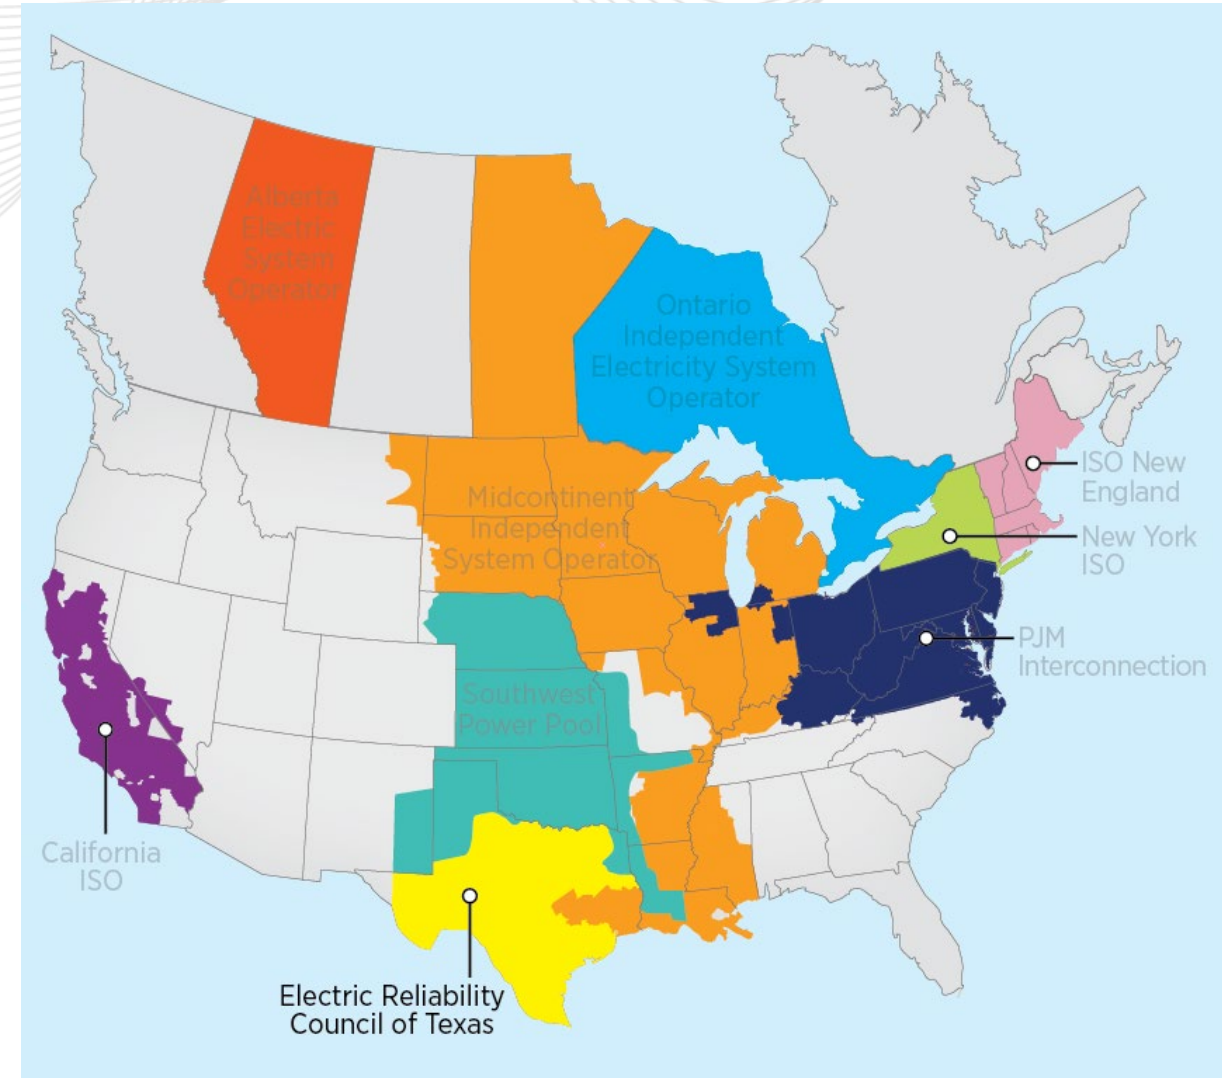 Alberta
Electric
System
Operator
Ontario
Independent
Electricity System
Operator
ISO New
England
Midcontinent
Independent
System Operator
New York
ISO
PJM
Interconnection
Southwest
Power Pool
California
ISO
Electric Reliability
Council of Texas